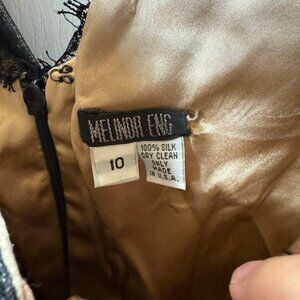 MELINDA ENG
10
100% SILK
DRY CLEAN
ONLY
MADE
IN U.S.A.